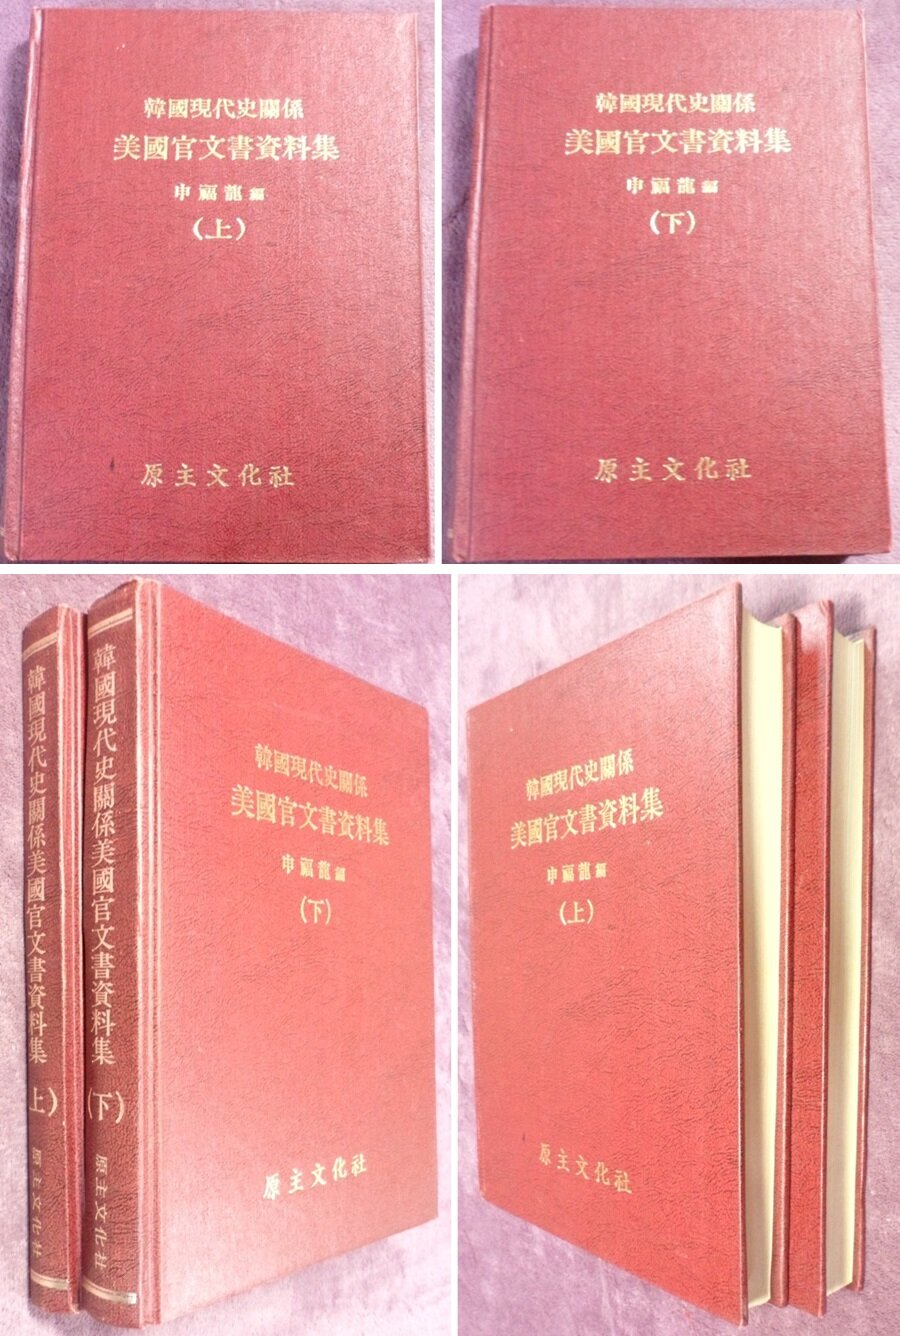 韓國現代史關係
美國官文書資料集
申福龍 編
(上)
原主文化社
韓國現代史關係
美國官文書資料集
申福龍 編
(下)
原主文化社
韓國現代史關係美國官文書資料集 (上) 原主文化社
韓國現代史關係美國官文書資料集 (下) 原主文化社
韓國現代史關係
美國官文書資料集
申福龍 編
(下)
原主文化社
韓國現代史關係
美國官文書資料集
申福龍 編
(上)
原主文化社